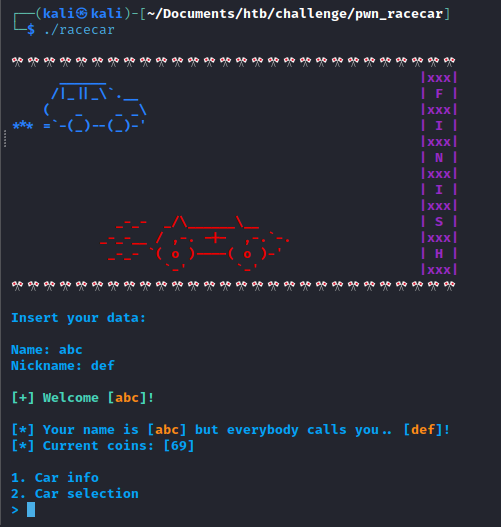 ┌──(kali㉿kali)-[~/Documents/htb/challenge/pwn_racecar]
└─$ ./racecar
|xxx|
| F |
| I |
|xxx|
| N |
|xxx|
| I |
|xxx|
| S |
|xxx|
| H |
|xxx|
Insert your data:
Name: abc
Nickname: def
[+] Welcome [abc]!
[*] Your name is [abc] but everybody calls you.. [def]!
[*] Current coins: [69]
1. Car info
2. Car selection
>